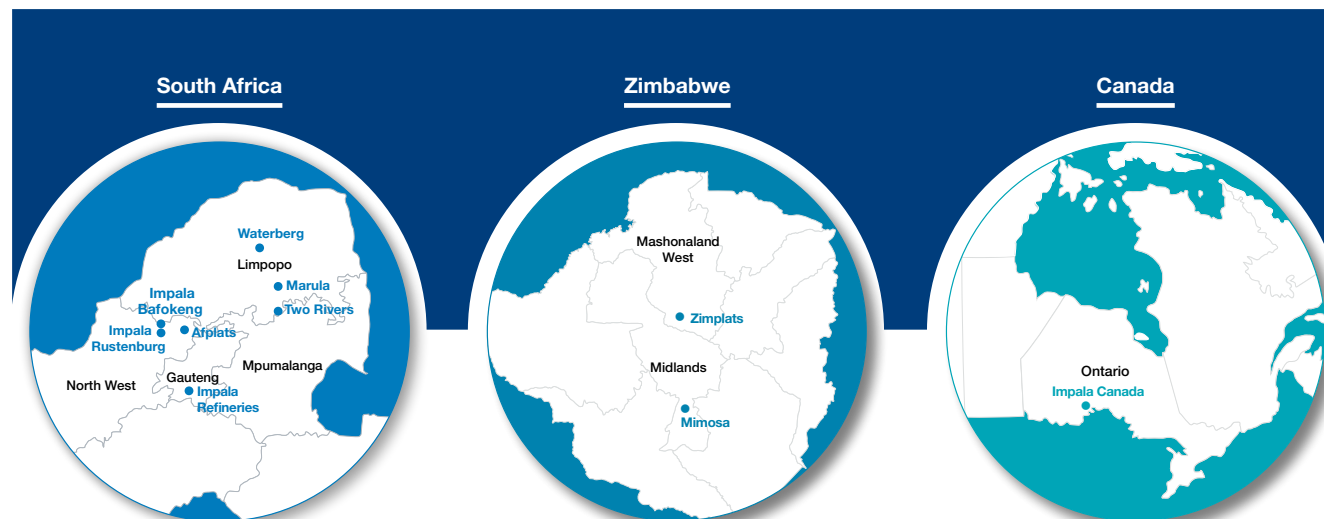 South Africa
Zimbabwe
Canada
Waterberg
Limpopo
Marula
Impala
Bafokeng
Two Rivers
Impala
Rustenburg
Afplats
North West
Gauteng
Mpumalanga
Impala
Refineries
Mashonaland
West
Zimplats
Midlands
Mimosa
Ontario
Impala Canada